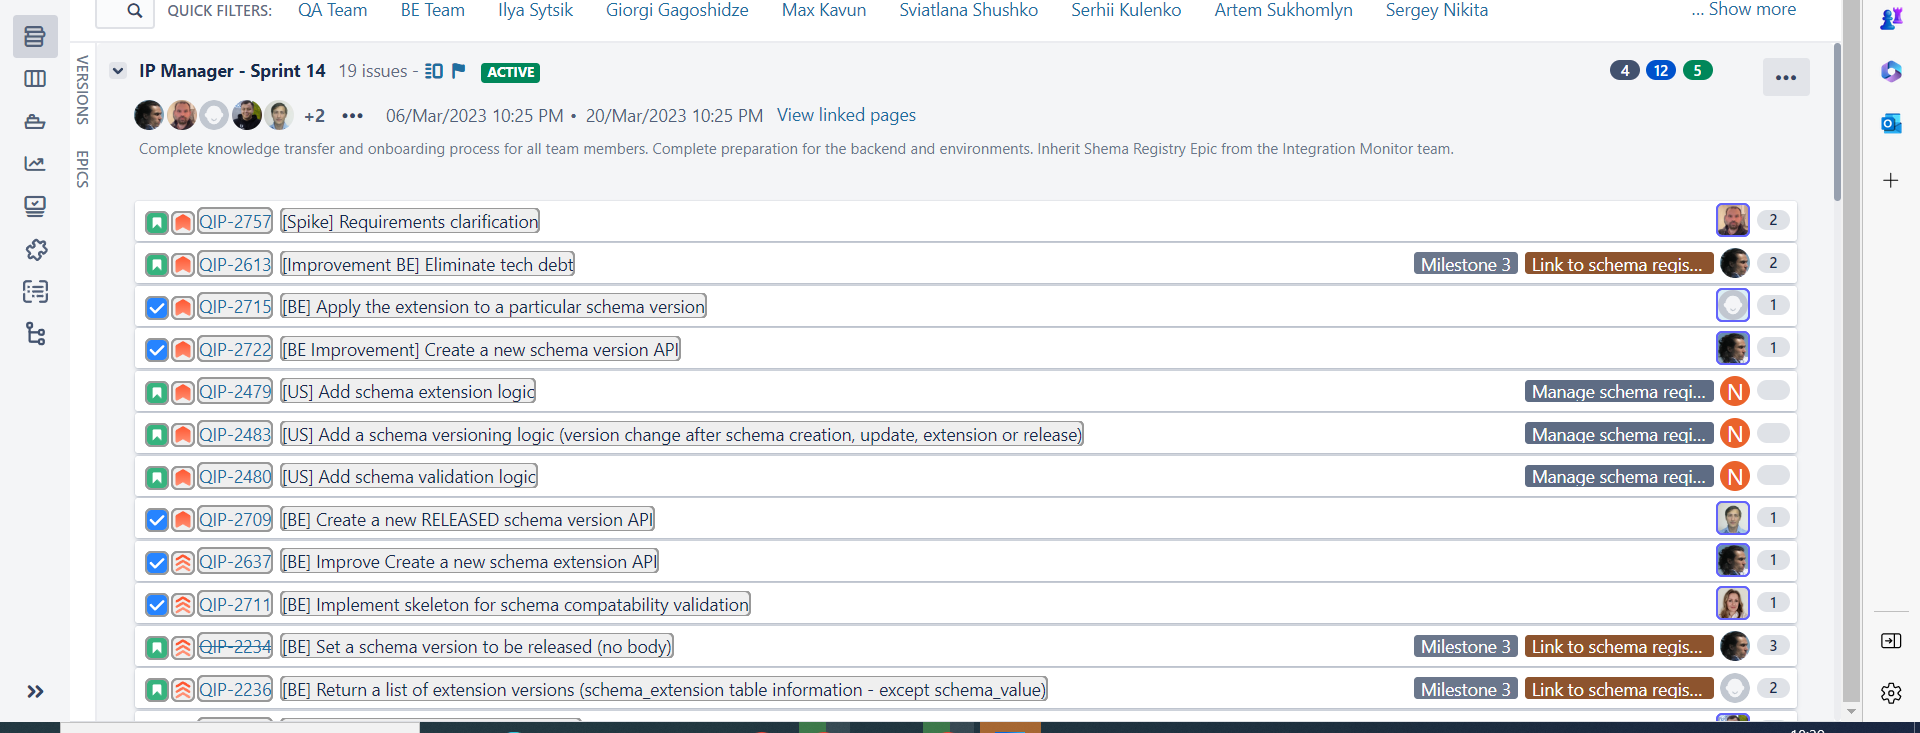 QUICK FILTERS: QA Team BE Team Ilya Sytsik Giorgi Gagoshidze Max Kavun Sviatlana Shushko Serhii Kulenko Artem Sukhomlyn Sergey Nikita ... Show more
VERSIONS
EPICS
IP Manager - Sprint 14 19 issues - ACTIVE 4 12 5
+2 ••• 06/Mar/2023 10:25 PM • 20/Mar/2023 10:25 PM View linked pages
Complete knowledge transfer and onboarding process for all team members. Complete preparation for the backend and environments. Inherit Shema Registry Epic from the Integration Monitor team.
QIP-2757 [Spike] Requirements clarification 2
QIP-2613 [Improvement BE] Eliminate tech debt Milestone 3 Link to schema regis... 2
QIP-2715 [BE] Apply the extension to a particular schema version 1
QIP-2722 [BE Improvement] Create a new schema version API 1
QIP-2479 [US] Add schema extension logic Manage schema regi... N
QIP-2483 [US] Add a schema versioning logic (version change after schema creation, update, extension or release) Manage schema regi... N
QIP-2480 [US] Add schema validation logic Manage schema regi... N
QIP-2709 [BE] Create a new RELEASED schema version API 1
QIP-2637 [BE] Improve Create a new schema extension API 1
QIP-2711 [BE] Implement skeleton for schema compatability validation 1
QIP-2234 [BE] Set a schema version to be released (no body) Milestone 3 Link to schema regis... 3
QIP-2236 [BE] Return a list of extension versions (schema_extension table information - except schema_value) Milestone 3 Link to schema regis... 2